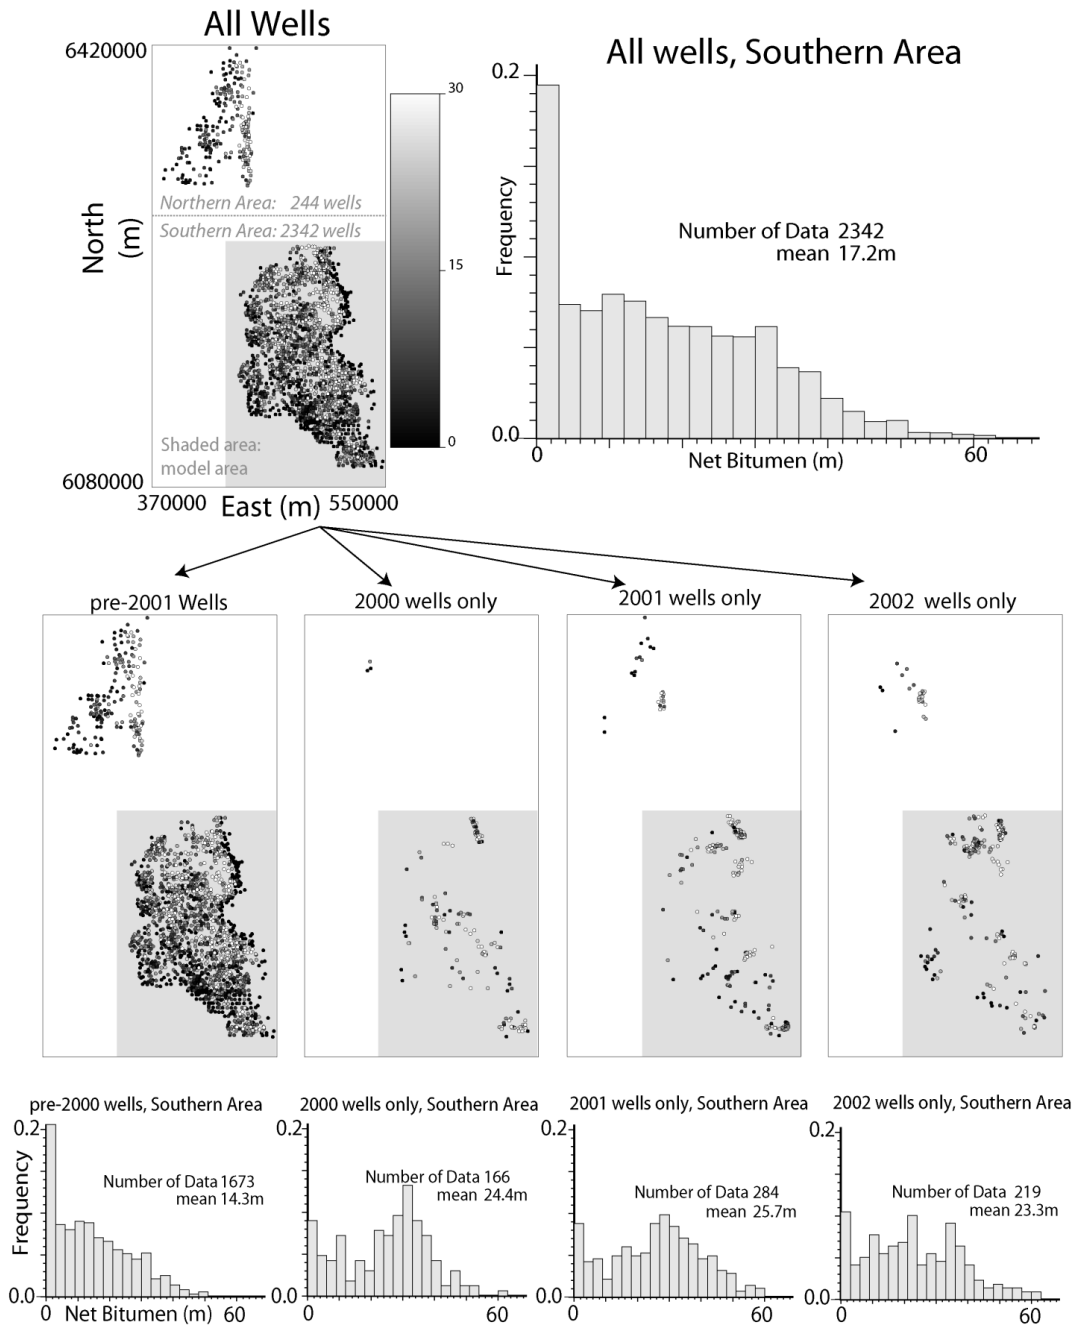 All Wells
6420000
North
(m)
Northern Area: 244 wells
Southern Area: 2342 wells
Shaded area:
model area
6080000
370000 East (m) 550000
30
15
0
All wells, Southern Area
0.2
Frequency
Number of Data 2342
mean 17.2m
0.0
0 Net Bitumen (m) 60
pre-2001 Wells
2000 wells only
2001 wells only
2002 wells only
pre-2000 wells, Southern Area
0.2
Frequency
Number of Data 1673
mean 14.3m
0.0
0 Net Bitumen (m) 60
2000 wells only, Southern Area
0.2
Number of Data 166
mean 24.4m
0.0
0 60
2001 wells only, Southern Area
0.2
Number of Data 284
mean 25.7m
0.0
0 60
2002 wells only, Southern Area
0.2
Number of Data 219
mean 23.3m
0.0
0 60